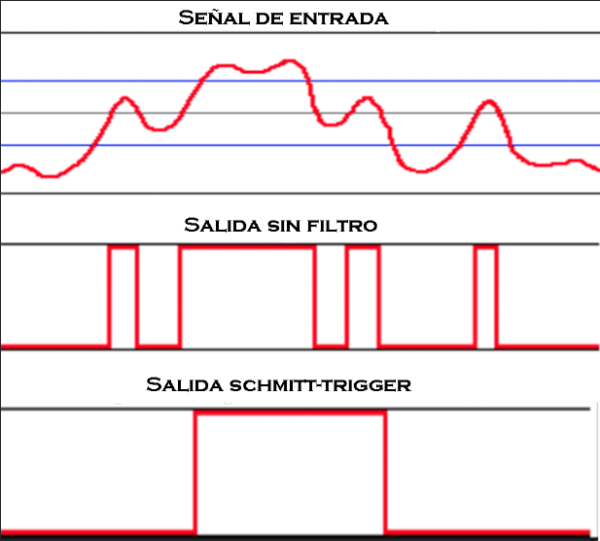 Señal de entrada
Salida sin filtro
Salida schmitt-trigger